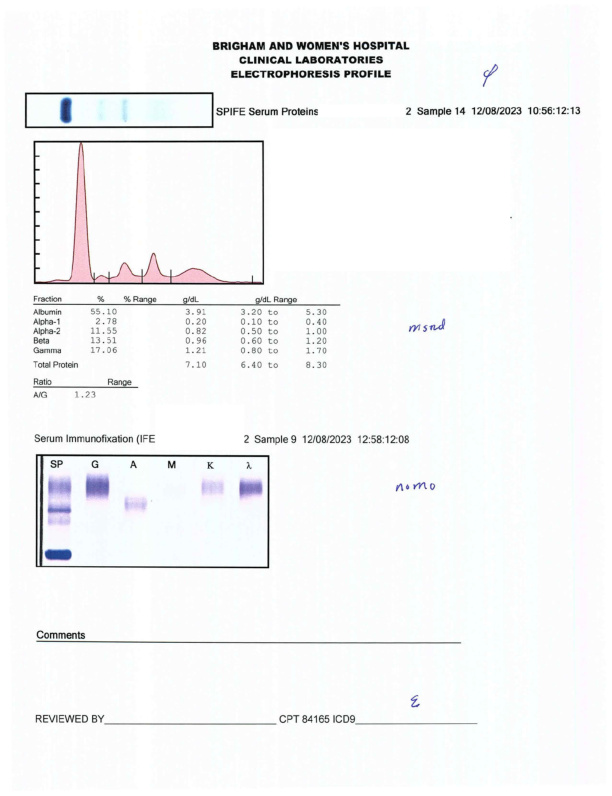 BRIGHAM AND WOMEN'S HOSPITAL
CLINICAL LABORATORIES
ELECTROPHORESIS PROFILE
SPIFE Serum Proteins 2 Sample 14 12/08/2023 10:56:12:13
Fraction % % Range g/dL g/dL Range
Albumin 55.10 3.91 3.20 to 5.30
Alpha-1 2.78 0.20 0.10 to 0.40
Alpha-2 11.55 0.82 0.50 to 1.00
Beta 13.51 0.96 0.60 to 1.20
Gamma 17.06 1.21 0.80 to 1.70
msnd
Total Protein 7.10 6.40 to 8.30
Ratio Range
A/G 1.23
Serum Immunofixation (IFE 2 Sample 9 12/08/2023 12:58:12:08
SP G A M K λ
nomo
Comments
REVIEWED BY CPT 84165 ICD9